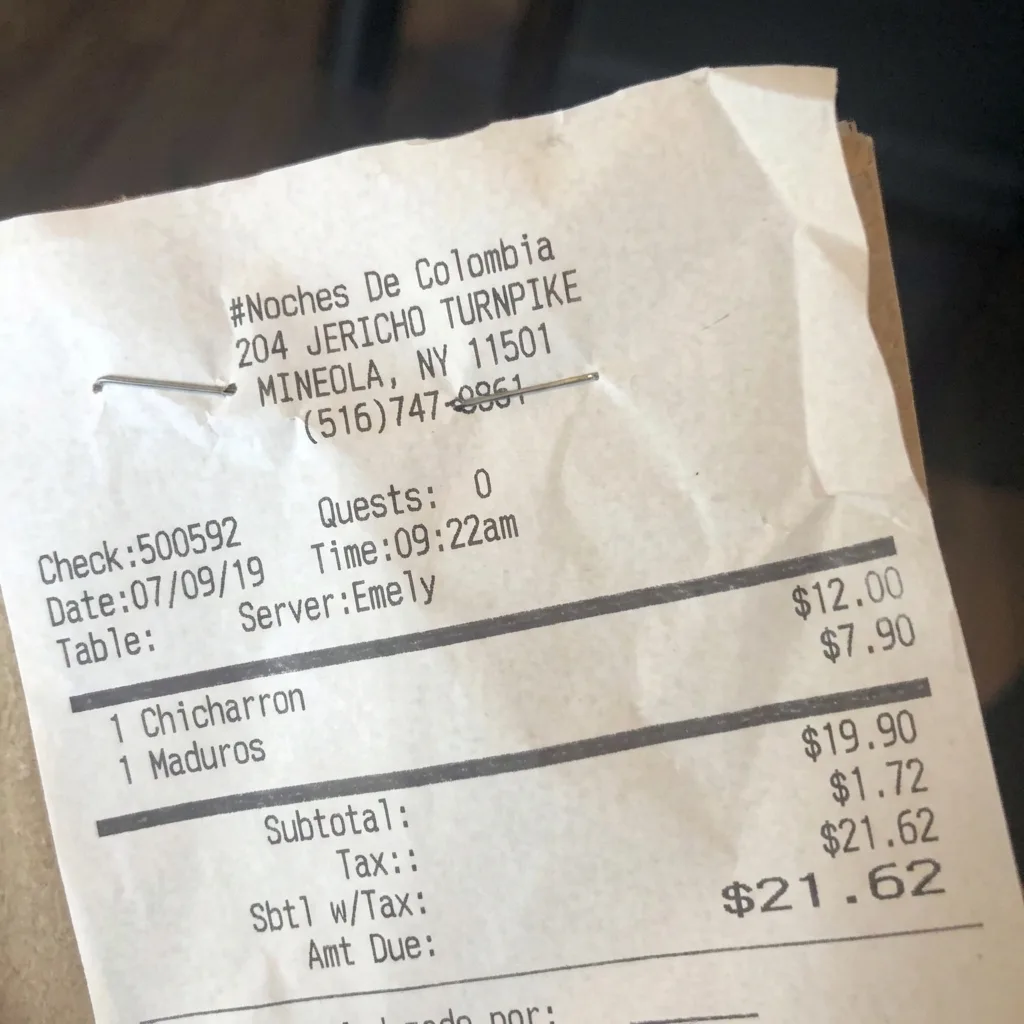 #Noches De Colombia
204 JERICHO TURNPIKE
MINEOLA, NY 11501
(516)747-0861
Quests: 0
Check:500592 Time:09:22am
Date:07/09/19 Server:Emely
Table:
1 Chicharron $12.00
1 Maduros $7.90
Subtotal: $19.90
Tax:: $1.72
Sbtl w/Tax: $21.62
Amt Due: $21.62
por: